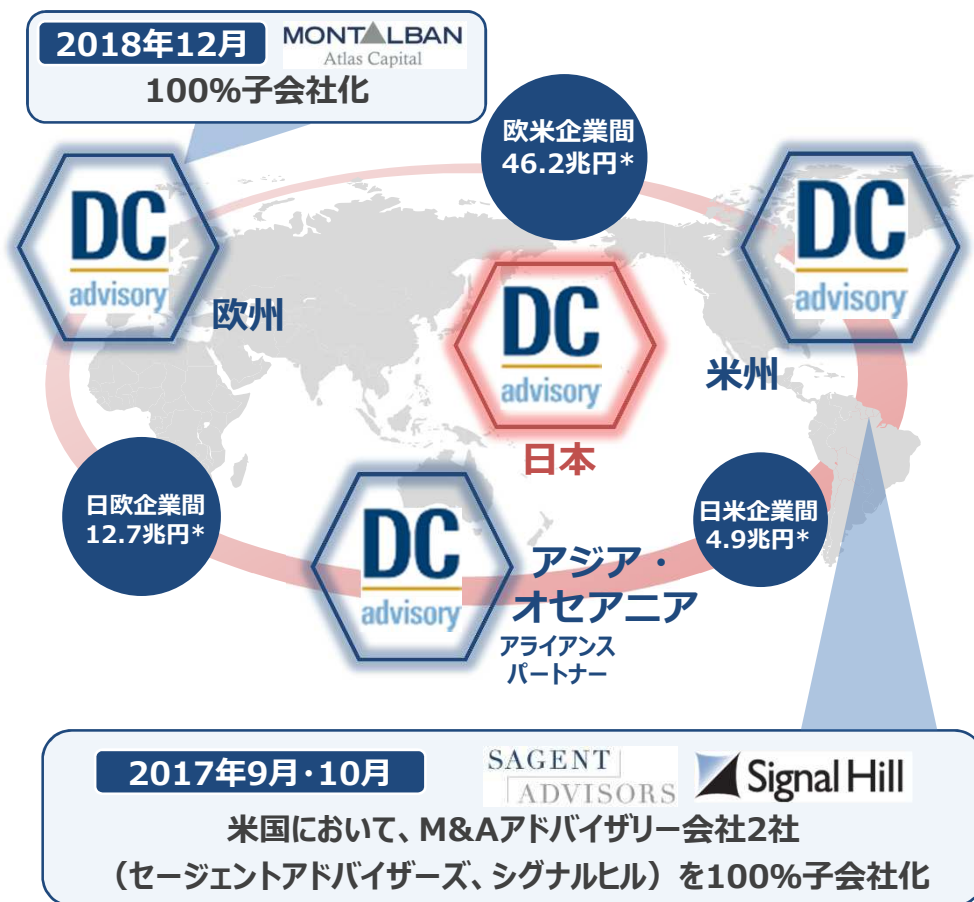 2018年12月
MONTALBAN
Atlas Capital
100%子会社化
欧米企業間
46.2兆円*
DC
advisory
欧州
DC
advisory
日本
DC
advisory
米州
日欧企業間
12.7兆円*
DC
advisory
アジア・
オセアニア
アライアンス
パートナー
日米企業間
4.9兆円*
2017年9月・10月
SAGENT
ADVISORS
Signal Hill
米国において、M&Aアドバイザリー会社2社
（セージェントアドバイザーズ、シグナルヒル）を100%子会社化